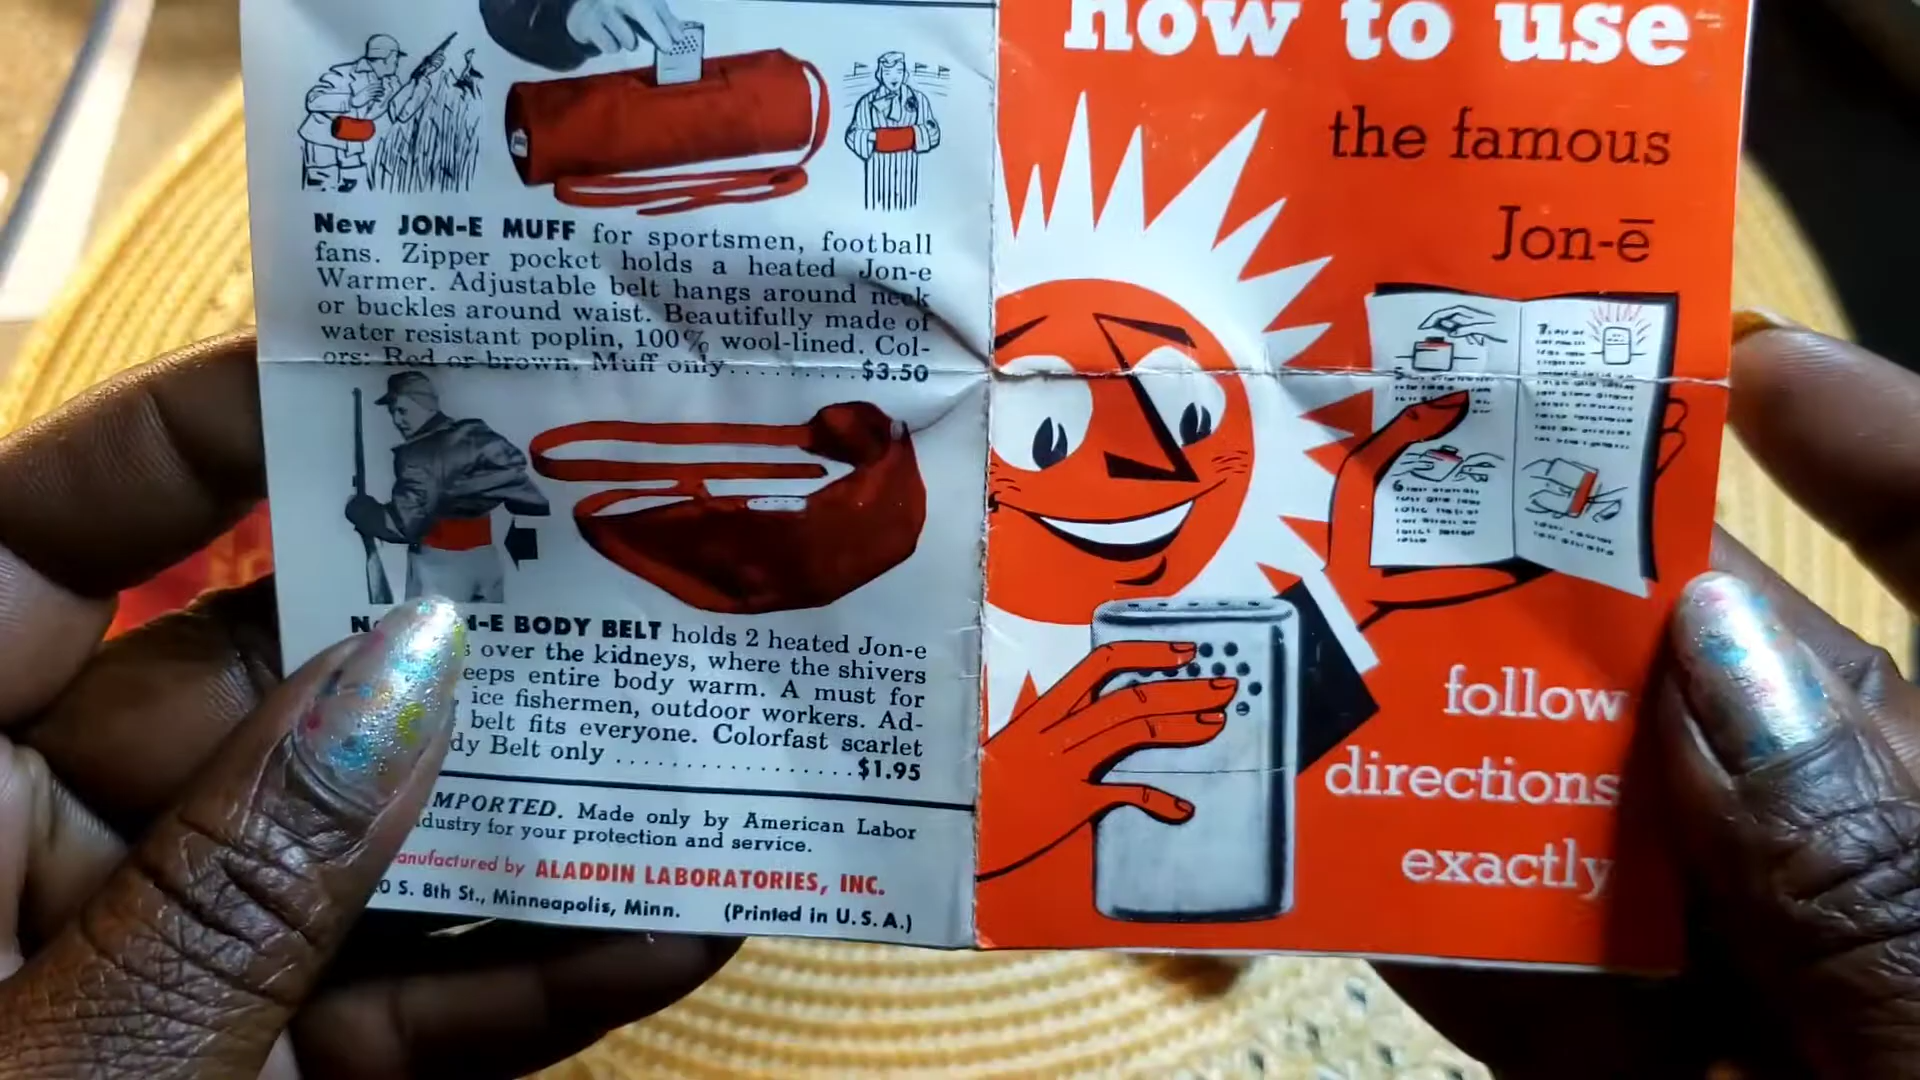 New JON-E MUFF for sportsmen, football
fans. Zipper pocket holds a heated Jon-e
Warmer. Adjustable belt hangs around neck
or buckles around waist. Beautifully made of
water resistant poplin, 100% wool-lined. Col-
ors: Red or brown. Muff only.........$3.50
-E BODY BELT holds 2 heated Jon-e
over the kidneys, where the shivers
eeps entire body warm. A must for
ice fishermen, outdoor workers. Ad-
belt fits everyone. Colorfast scarlet
dy Belt only .................$1.95
MPORTED. Made only by American Labor
dustry for your protection and service.
anufactured by ALADDIN LABORATORIES, INC.
0 S. 8th St., Minneapolis, Minn. (Printed in U.S.A.)
how to use
the famous
Jon-ē
follow
directions
exactly